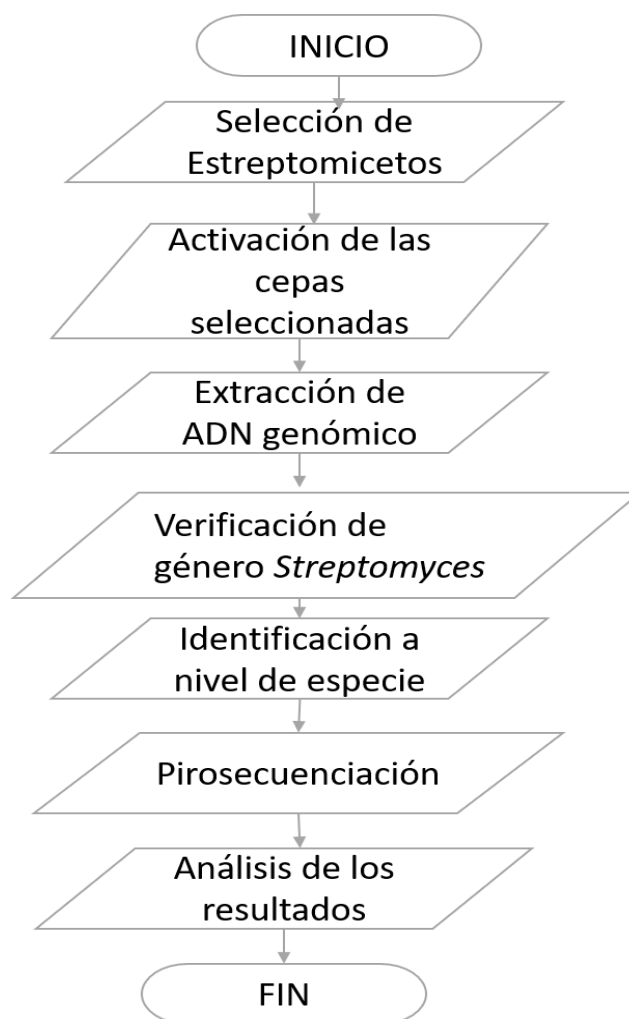 INICIO
Selección de
Estreptomicetos
Activación de las
cepas
seleccionadas
Extracción de
ADN genómico
Verificación de
género Streptomyces
Identificación a
nivel de especie
Pirosecuenciación
Análisis de los
resultados
FIN